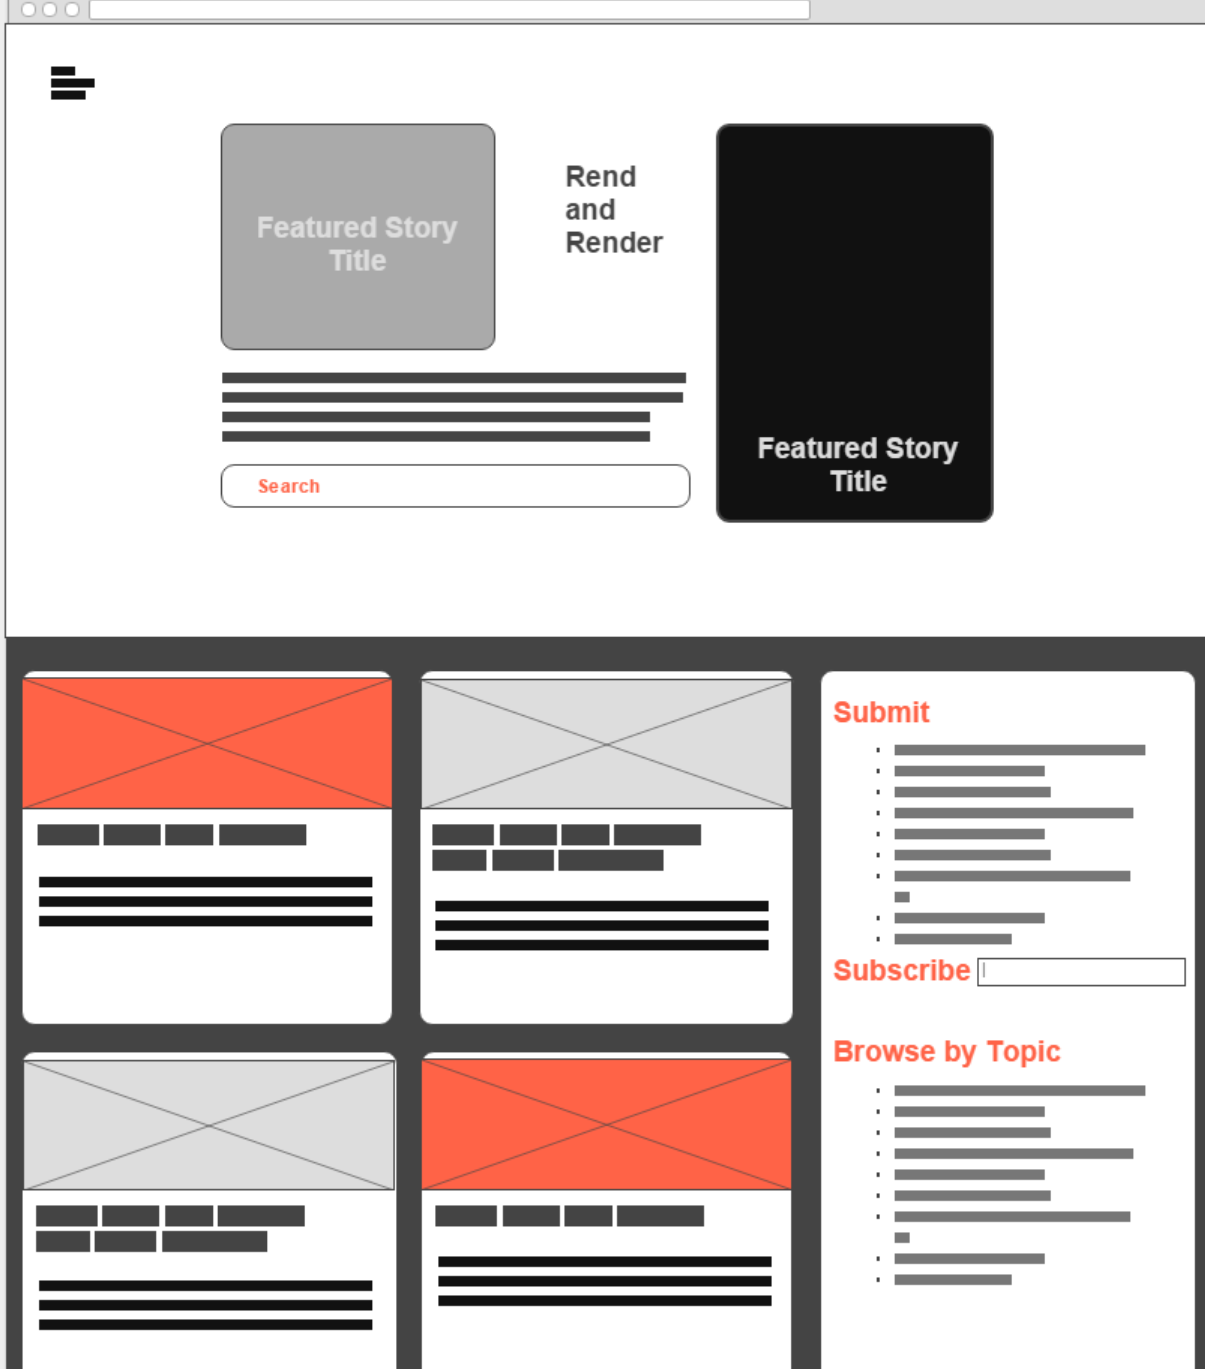 Featured Story
Title
Rend
and
Render
Featured Story
Title
Search
Submit
Subscribe
Browse by Topic